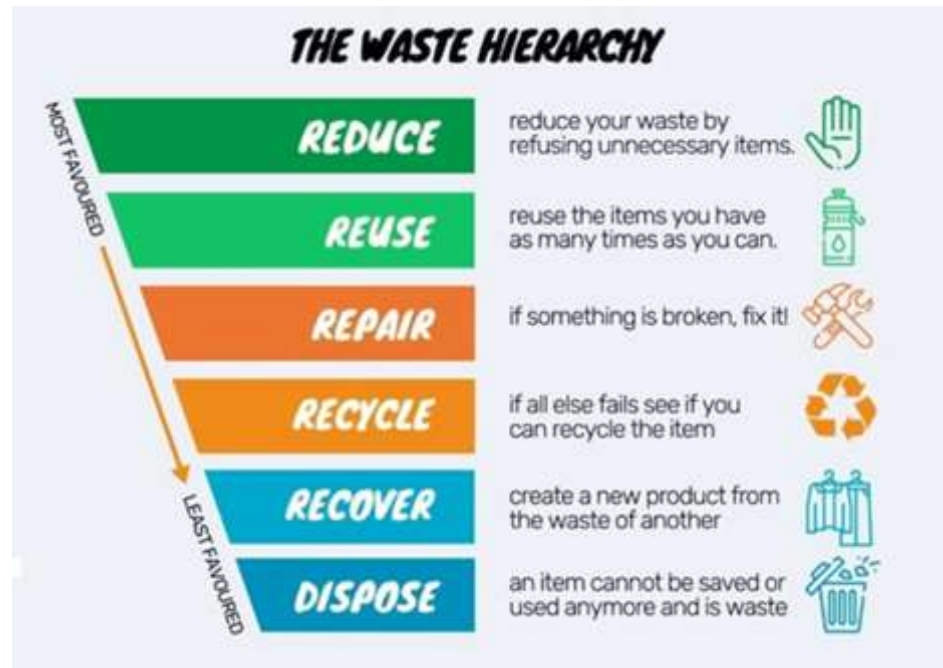 THE WASTE HIERARCHY
MOST FAVOURED
LEAST FAVOURED
REDUCE
reduce your waste by
refusing unnecessary items.
REUSE
reuse the items you have
as many times as you can.
REPAIR
if something is broken, fix it!
RECYCLE
if all else fails see if you
can recycle the item
RECOVER
create a new product from
the waste of another
DISPOSE
an item cannot be saved or
used anymore and is waste